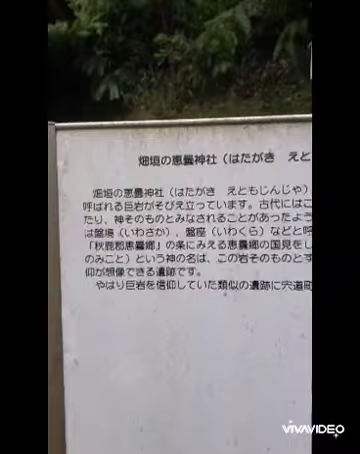 畑垣の恵曇神社（はたがき　えと
畑垣の恵曇神社（はたがき　えともじんじゃ）
呼ばれる巨岩がそびえ立っています。古代にはこ
たり、神そのものとみなされることがあったよう
は盤境（いわさか）、盤座（いわくら）などと呼
「秋鹿郡恵曇郷」の条にみえる恵曇郷の国見をし
のみこと）という神の名は、この岩そのものとす
仰が想像できる遺跡です。
やはり巨岩を信仰していた類似の遺跡に宍道町
VIVAVIDEO